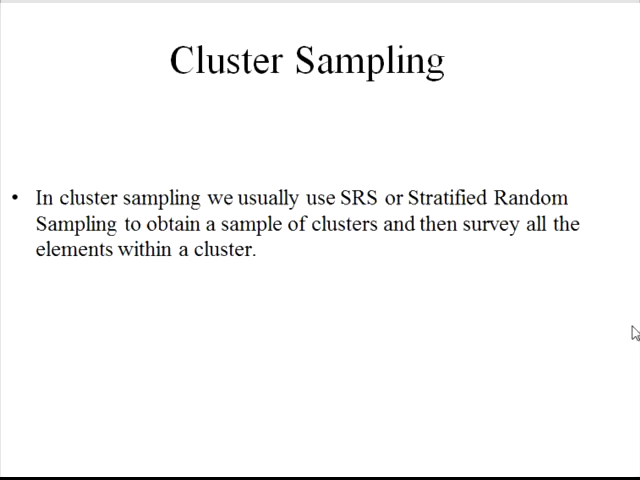 Cluster Sampling
• In cluster sampling we usually use SRS or Stratified Random
Sampling to obtain a sample of clusters and then survey all the
elements within a cluster.